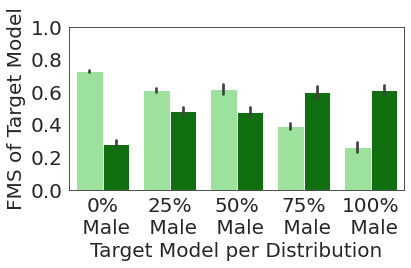 FMS of Target Model
1.0
0.8
0.6
0.4
0.2
0.0
0% 25% 50% 75% 100%
Male Male Male Male Male
Target Model per Distribution